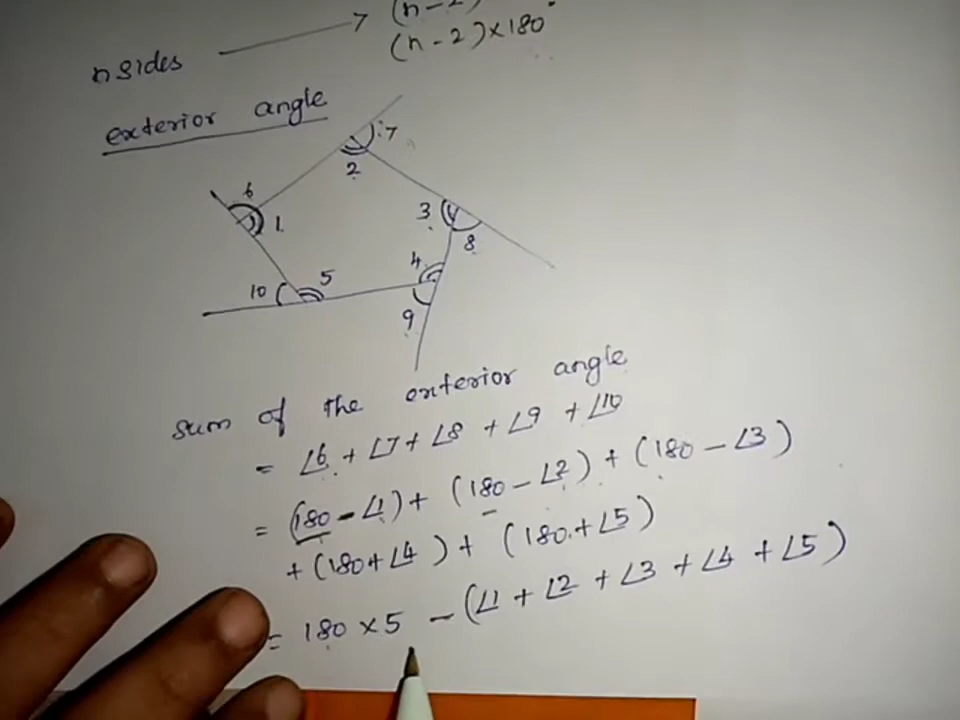 (n-2)
n sides → (n-2)×180°
exterior angle
6
7
2
1
3
8
4
5
10
9
sum of the exterior angle
= ∠6 + ∠7 + ∠8 + ∠9 + ∠10
= (180 - ∠1) + (180 - ∠2) + (180 - ∠3)
+ (180 + ∠4) + (180 + ∠5)
= 180 × 5 - (∠1 + ∠2 + ∠3 + ∠4 + ∠5)